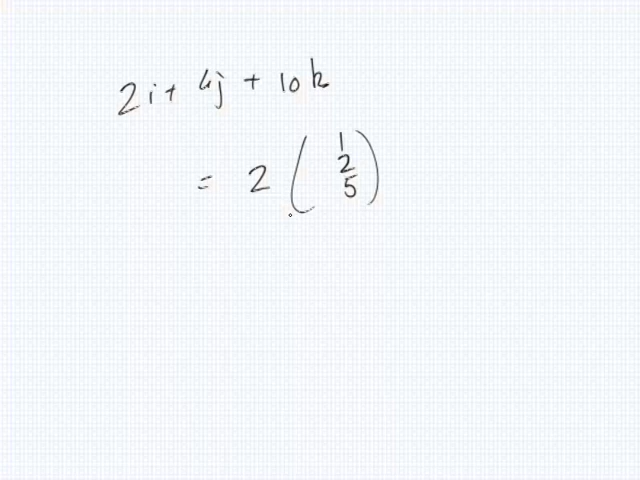 2i + 4j + 10k
= 2 ( 1
2
5 )